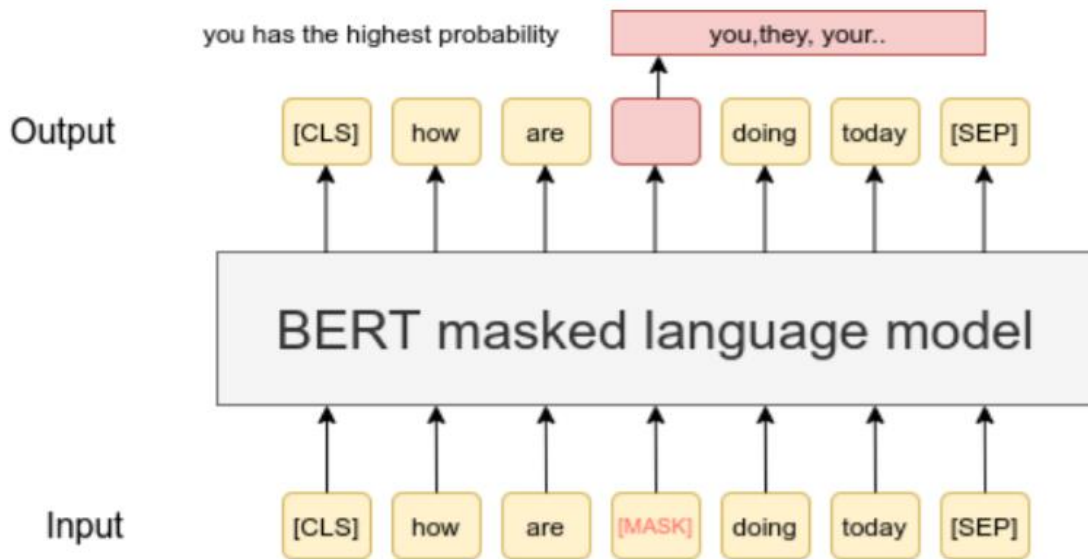 you has the highest probability
you,they, your..
Output
[CLS] how are doing today [SEP]
BERT masked language model
Input
[CLS] how are [MASK] doing today [SEP]